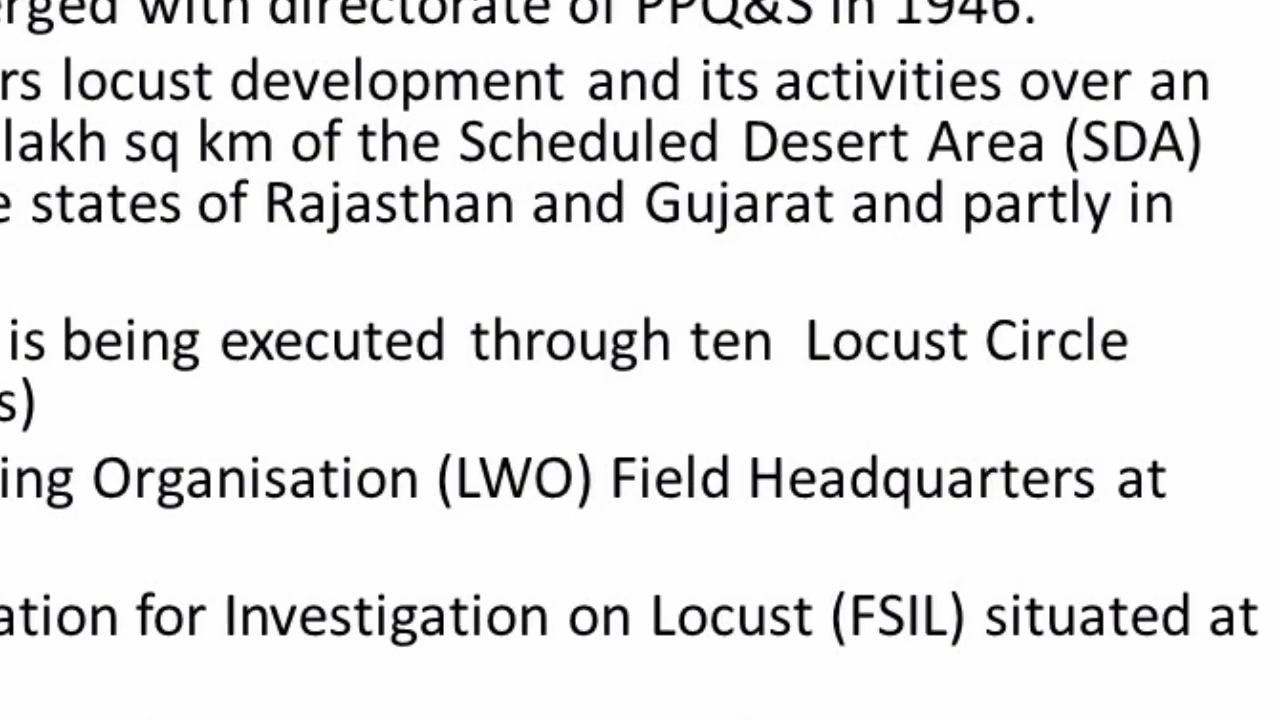 erged with directorate of PPQ&S in 1946.
rs locust development and its activities over an
lakh sq km of the Scheduled Desert Area (SDA)
e states of Rajasthan and Gujarat and partly in
is being executed through ten Locust Circle
s)
ing Organisation (LWO) Field Headquarters at
ation for Investigation on Locust (FSIL) situated at